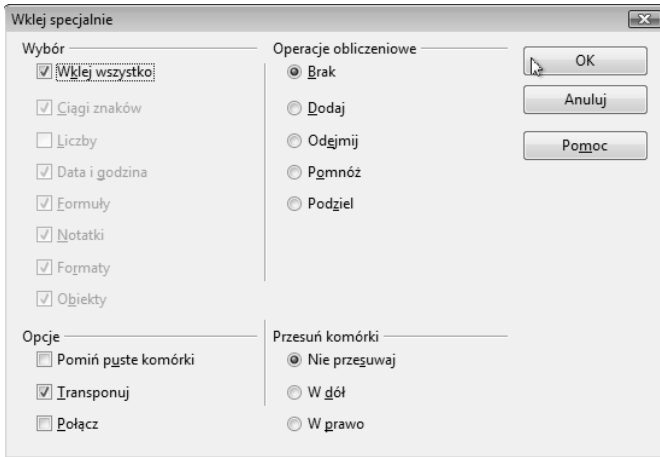 Wklej specjalnie
Wybór
Wklej wszystko
Ciągi znaków
Liczby
Data i godzina
Formuły
Notatki
Formaty
Obiekty
Operacje obliczeniowe
Brak
Dodaj
Odejmij
Pomnóż
Podziel
OK
Anuluj
Pomoc
Opcje
Pomiń puste komórki
Transponuj
Połącz
Przesuń komórki
Nie przesuwaj
W dół
W prawo